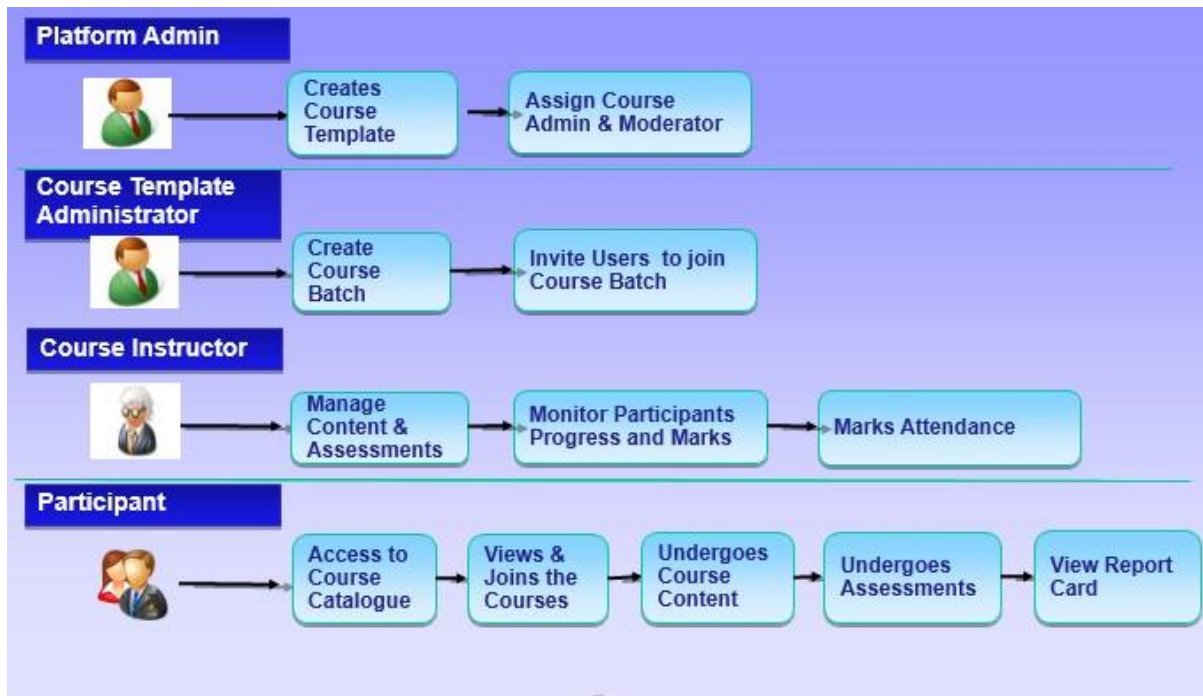 Platform Admin
Creates
Course
Template
Assign Course
Admin & Moderator
Course Template
Administrator
Create
Course
Batch
Invite Users to join
Course Batch
Course Instructor
Manage
Content &
Assessments
Monitor Participants
Progress and Marks
Marks Attendance
Participant
Access to
Course
Catalogue
Views &
Joins the
Courses
Undergoes
Course
Content
Undergoes
Assessments
View Report
Card